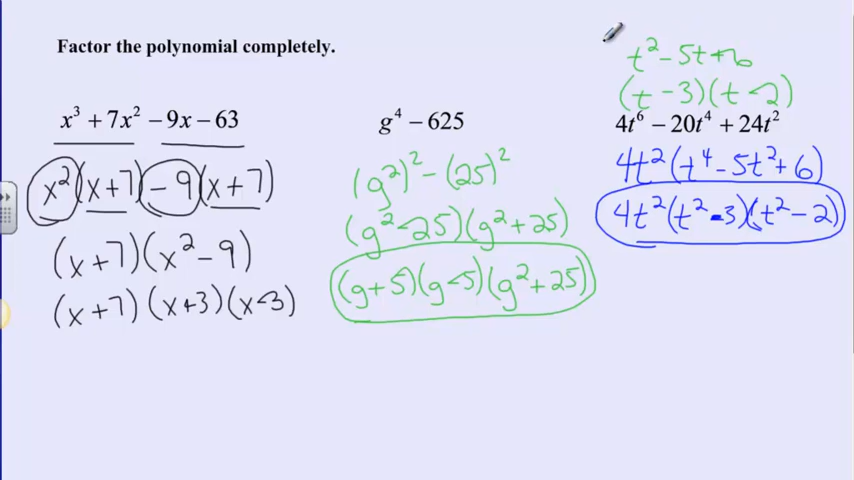 Factor the polynomial completely.
x³ + 7x² − 9x − 63
x²(x+7) −9(x+7)
(x+7)(x²−9)
(x+7)(x+3)(x-3)
g⁴ − 625
(g²)² − (25)²
(g²-25)(g²+25)
(g+5)(g-5)(g²+25)
t² − 5t + 6
(t−3)(t-2)
4t⁶ − 20t⁴ + 24t²
4t²(t⁴ − 5t² + 6)
4t²(t²-3)(t²−2)